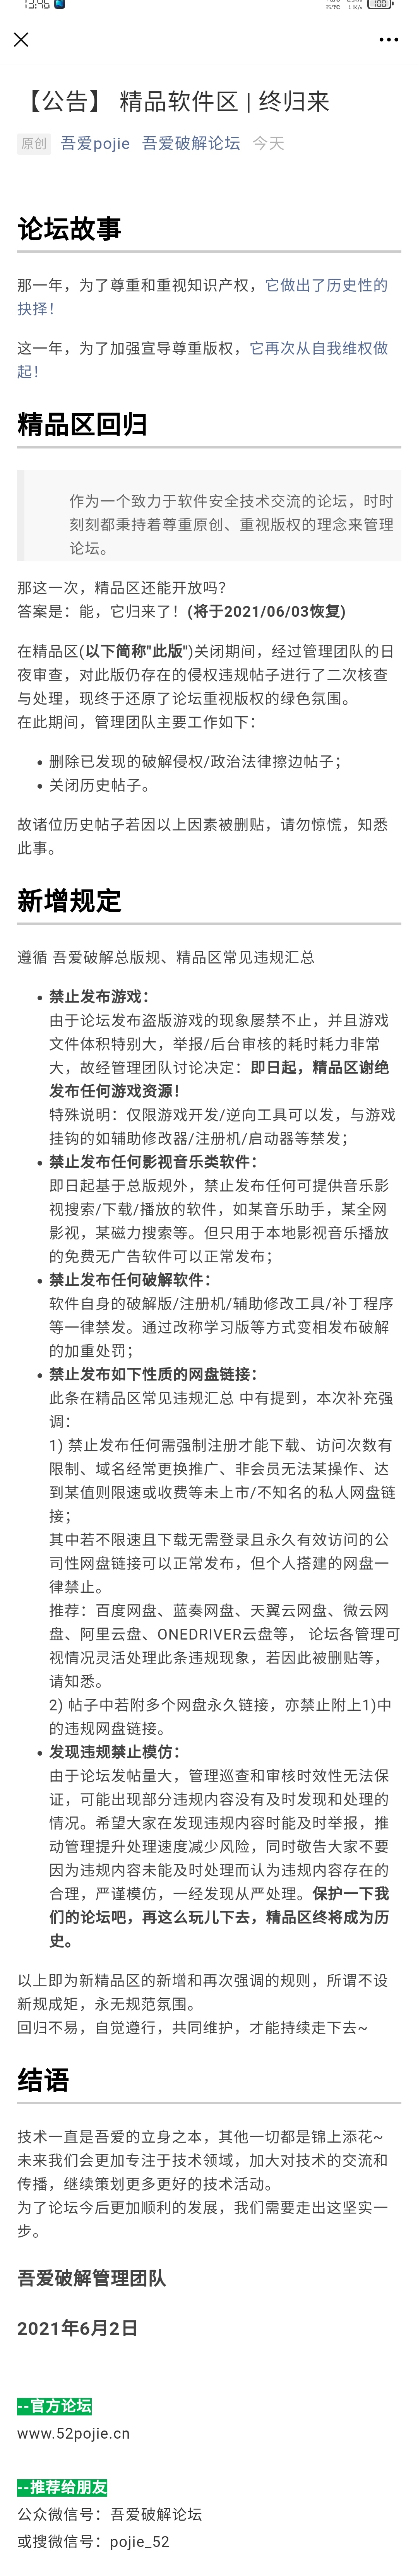 13:46
100
【公告】 精品软件区 | 终归来
原创 吾爱pojie 吾爱破解论坛 今天
论坛故事
那一年，为了尊重和重视知识产权，它做出了历史性的
抉择！
这一年，为了加强宣导尊重版权，它再次从自我维权做
起！
精品区回归
作为一个致力于软件安全技术交流的论坛，时时
刻刻都秉持着尊重原创、重视版权的理念来管理
论坛。
那这一次，精品区还能开放吗？
答案是：能，它归来了！(将于2021/06/03恢复)
在精品区(以下简称"此版")关闭期间，经过管理团队的日
夜审查，对此版仍存在的侵权违规帖子进行了二次核查
与处理，现终于还原了论坛重视版权的绿色氛围。
在此期间，管理团队主要工作如下：
• 删除已发现的破解侵权/政治法律擦边帖子；
• 关闭历史帖子。
故诸位历史帖子若因以上因素被删贴，请勿惊慌，知悉
此事。
新增规定
遵循 吾爱破解总版规、精品区常见违规汇总
• 禁止发布游戏：
由于论坛发布盗版游戏的现象屡禁不止，并且游戏
文件体积特别大，举报/后台审核的耗时耗力非常
大，故经管理团队讨论决定：即日起，精品区谢绝
发布任何游戏资源！
特殊说明：仅限游戏开发/逆向工具可以发，与游戏
挂钩的如辅助修改器/注册机/启动器等禁发；
• 禁止发布任何影视音乐类软件：
即日起基于总版规外，禁止发布任何可提供音乐影
视搜索/下载/播放的软件，如某音乐助手，某全网
影视，某磁力搜索等。但只用于本地影视音乐播放
的免费无广告软件可以正常发布；
• 禁止发布任何破解软件：
软件自身的破解版/注册机/辅助修改工具/补丁程序
等一律禁发。通过改称学习版等方式变相发布破解
的加重处罚；
• 禁止发布如下性质的网盘链接：
此条在精品区常见违规汇总 中有提到，本次补充强
调：
1) 禁止发布任何需强制注册才能下载、访问次数有
限制、域名经常更换推广、非会员无法某操作、达
到某值则限速或收费等未上市/不知名的私人网盘链
接；
其中若不限速且下载无需登录且永久有效访问的公
司性网盘链接可以正常发布，但个人搭建的网盘一
律禁止。
推荐：百度网盘、蓝奏网盘、天翼云网盘、微云网
盘、阿里云盘、ONEDRIVER云盘等， 论坛各管理可
视情况灵活处理此条违规现象，若因此被删贴等，
请知悉。
2) 帖子中若附多个网盘永久链接，亦禁止附上1)中
的违规网盘链接。
• 发现违规禁止模仿：
由于论坛发帖量大，管理巡查和审核时效性无法保
证，可能出现部分违规内容没有及时发现和处理的
情况。希望大家在发现违规内容时能及时举报，推
动管理提升处理速度减少风险，同时敬告大家不要
因为违规内容未能及时处理而认为违规内容存在的
合理，严谨模仿，一经发现从严处理。保护一下我
们的论坛吧，再这么玩儿下去，精品区终将成为历
史。
以上即为新精品区的新增和再次强调的规则，所谓不设
新规成矩，永无规范氛围。
回归不易，自觉遵行，共同维护，才能持续走下去~
结语
技术一直是吾爱的立身之本，其他一切都是锦上添花~
未来我们会更加专注于技术领域，加大对技术的交流和
传播，继续策划更多更好的技术活动。
为了论坛今后更加顺利的发展，我们需要走出这坚实一
步。
吾爱破解管理团队
2021年6月2日
--官方论坛
www.52pojie.cn
--推荐给朋友
公众微信号：吾爱破解论坛
或搜微信号：pojie_52